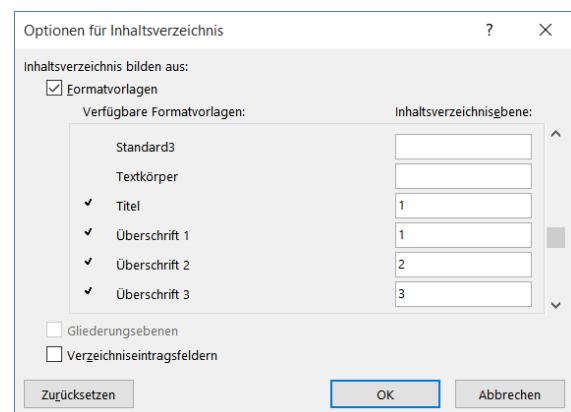 Optionen für Inhaltsverzeichnis ?
Inhaltsverzeichnis bilden aus:
Formatvorlagen
Verfügbare Formatvorlagen: Inhaltsverzeichnisebene:
Standard3
Textkörper
Titel 1
Überschrift 1 1
Überschrift 2 2
Überschrift 3 3
Gliederungsebenen
Verzeichniseintragsfeldern
Zurücksetzen OK Abbrechen